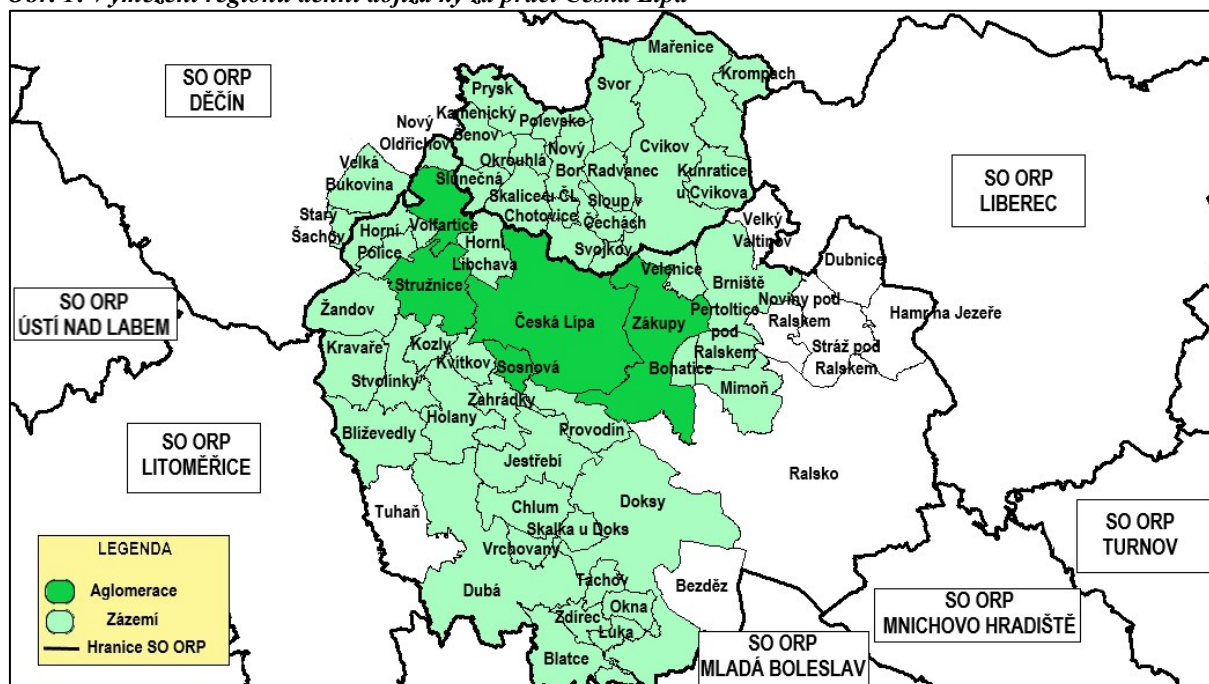 SO ORP
DĚČÍN
Mařenice
Krompach
Svor
Prysk
Kamenický
Šenov
Polevsko
Nový
Oldřichov
Nový
Bor
Cvikov
Okrouhlá
Radvanec
Velká
Bukovina
Slunečná
Kunratice
u Cvikova
Skalice u ČL
Chotovice
Sloup v
Čechách
SO ORP
LIBEREC
Starý
Šachov
Volfartice
Velký
Valtinov
Horní
Police
Horní
Libchava
Svojkov
Dubnice
Velenice
Brniště
Stružnice
SO ORP
ÚSTÍ NAD LABEM
Žandov
Česká Lípa
Zákupy
Pertoltice
pod
Ralskem
Noviny pod
Ralskem
Hamr na Jezeře
Kravaře
Kozly
Kvítkov
Sosnová
Bohatice
Stráž pod
Ralskem
Stvolínky
Mimoň
Zahrádky
Holany
Blíževedly
Provodín
SO ORP
LITOMĚŘICE
Jestřebí
Ralsko
Doksy
Tuhaň
Chlum
Skalka u Doks
SO ORP
TURNOV
Vrchovany
LEGENDA
Aglomerace
Zázemí
Hranice SO ORP
Tachov
Bezděz
Dubá
Okna
Ždírec
Luka
SO ORP
MNICHOVO HRADIŠTĚ
Blatce
SO ORP
MLADÁ BOLESLAV